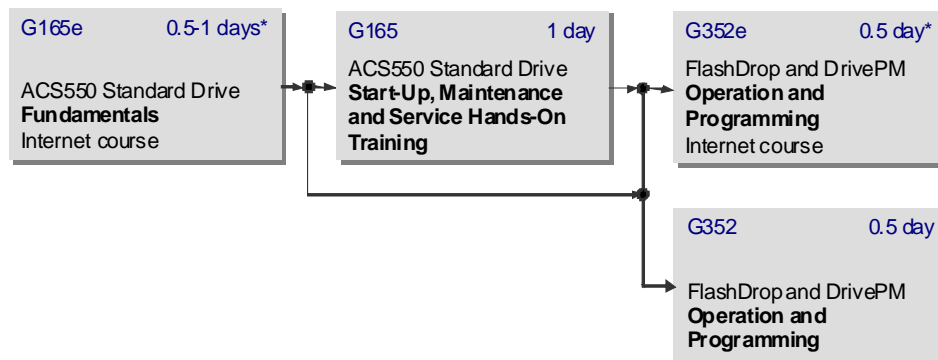 G165e 0.5-1 days*
ACS550 Standard Drive
Fundamentals
Internet course
G165 1 day
ACS550 Standard Drive
Start-Up, Maintenance
and Service Hands-On
Training
G352e 0.5 day*
FlashDrop and DrivePM
Operation and
Programming
Internet course
G352 0.5 day
FlashDrop and DrivePM
Operation and
Programming